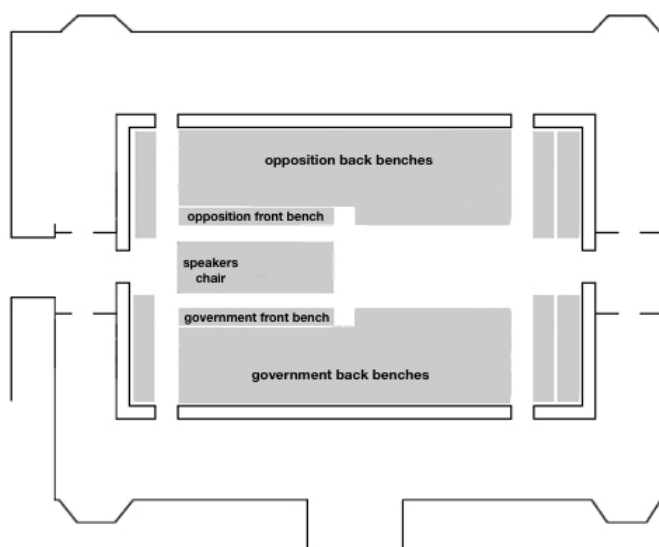 opposition back benches
opposition front bench
speakers
chair
government front bench
government back benches